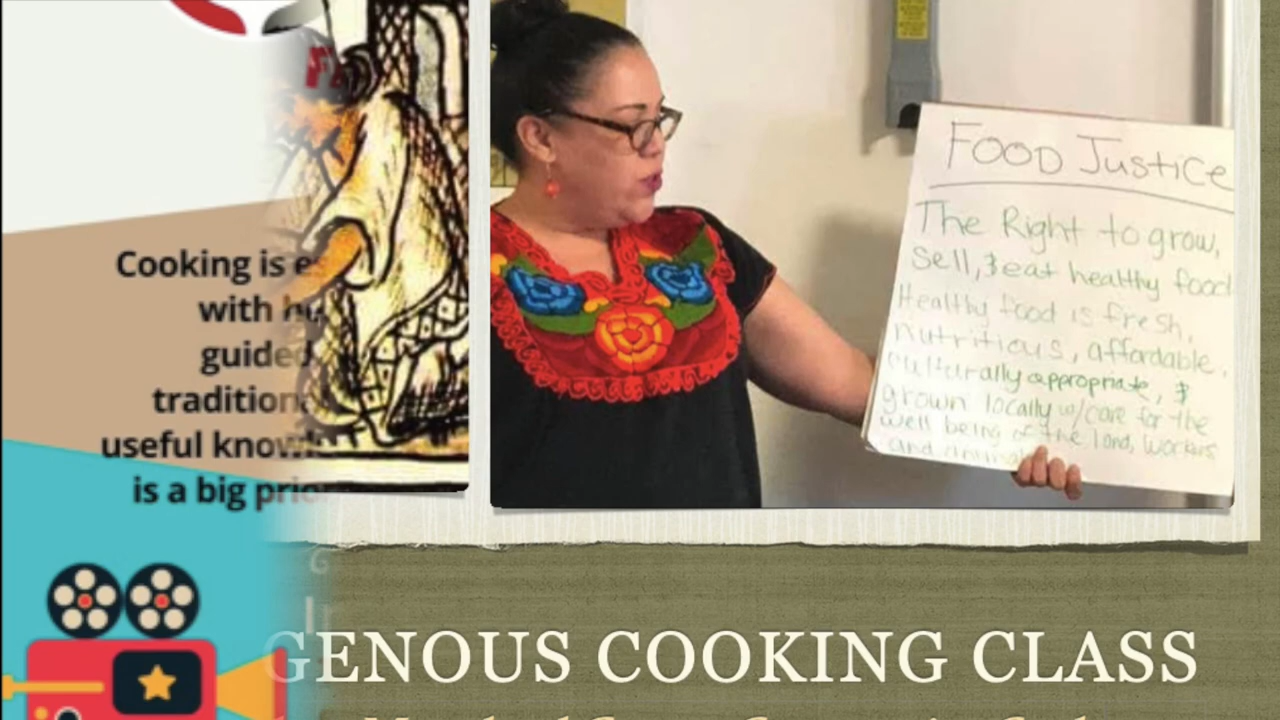 Cooking is
with
guided
tradition
useful know
is a big prio
FOOD JUSTICE
The Right to grow,
Sell, & eat healthy food
Healthy food is fresh,
nutritious, affordable,
culturally appropriate, &
grown locally w/care for the
well being of the land, workers
and animals
GENOUS COOKING CLASS